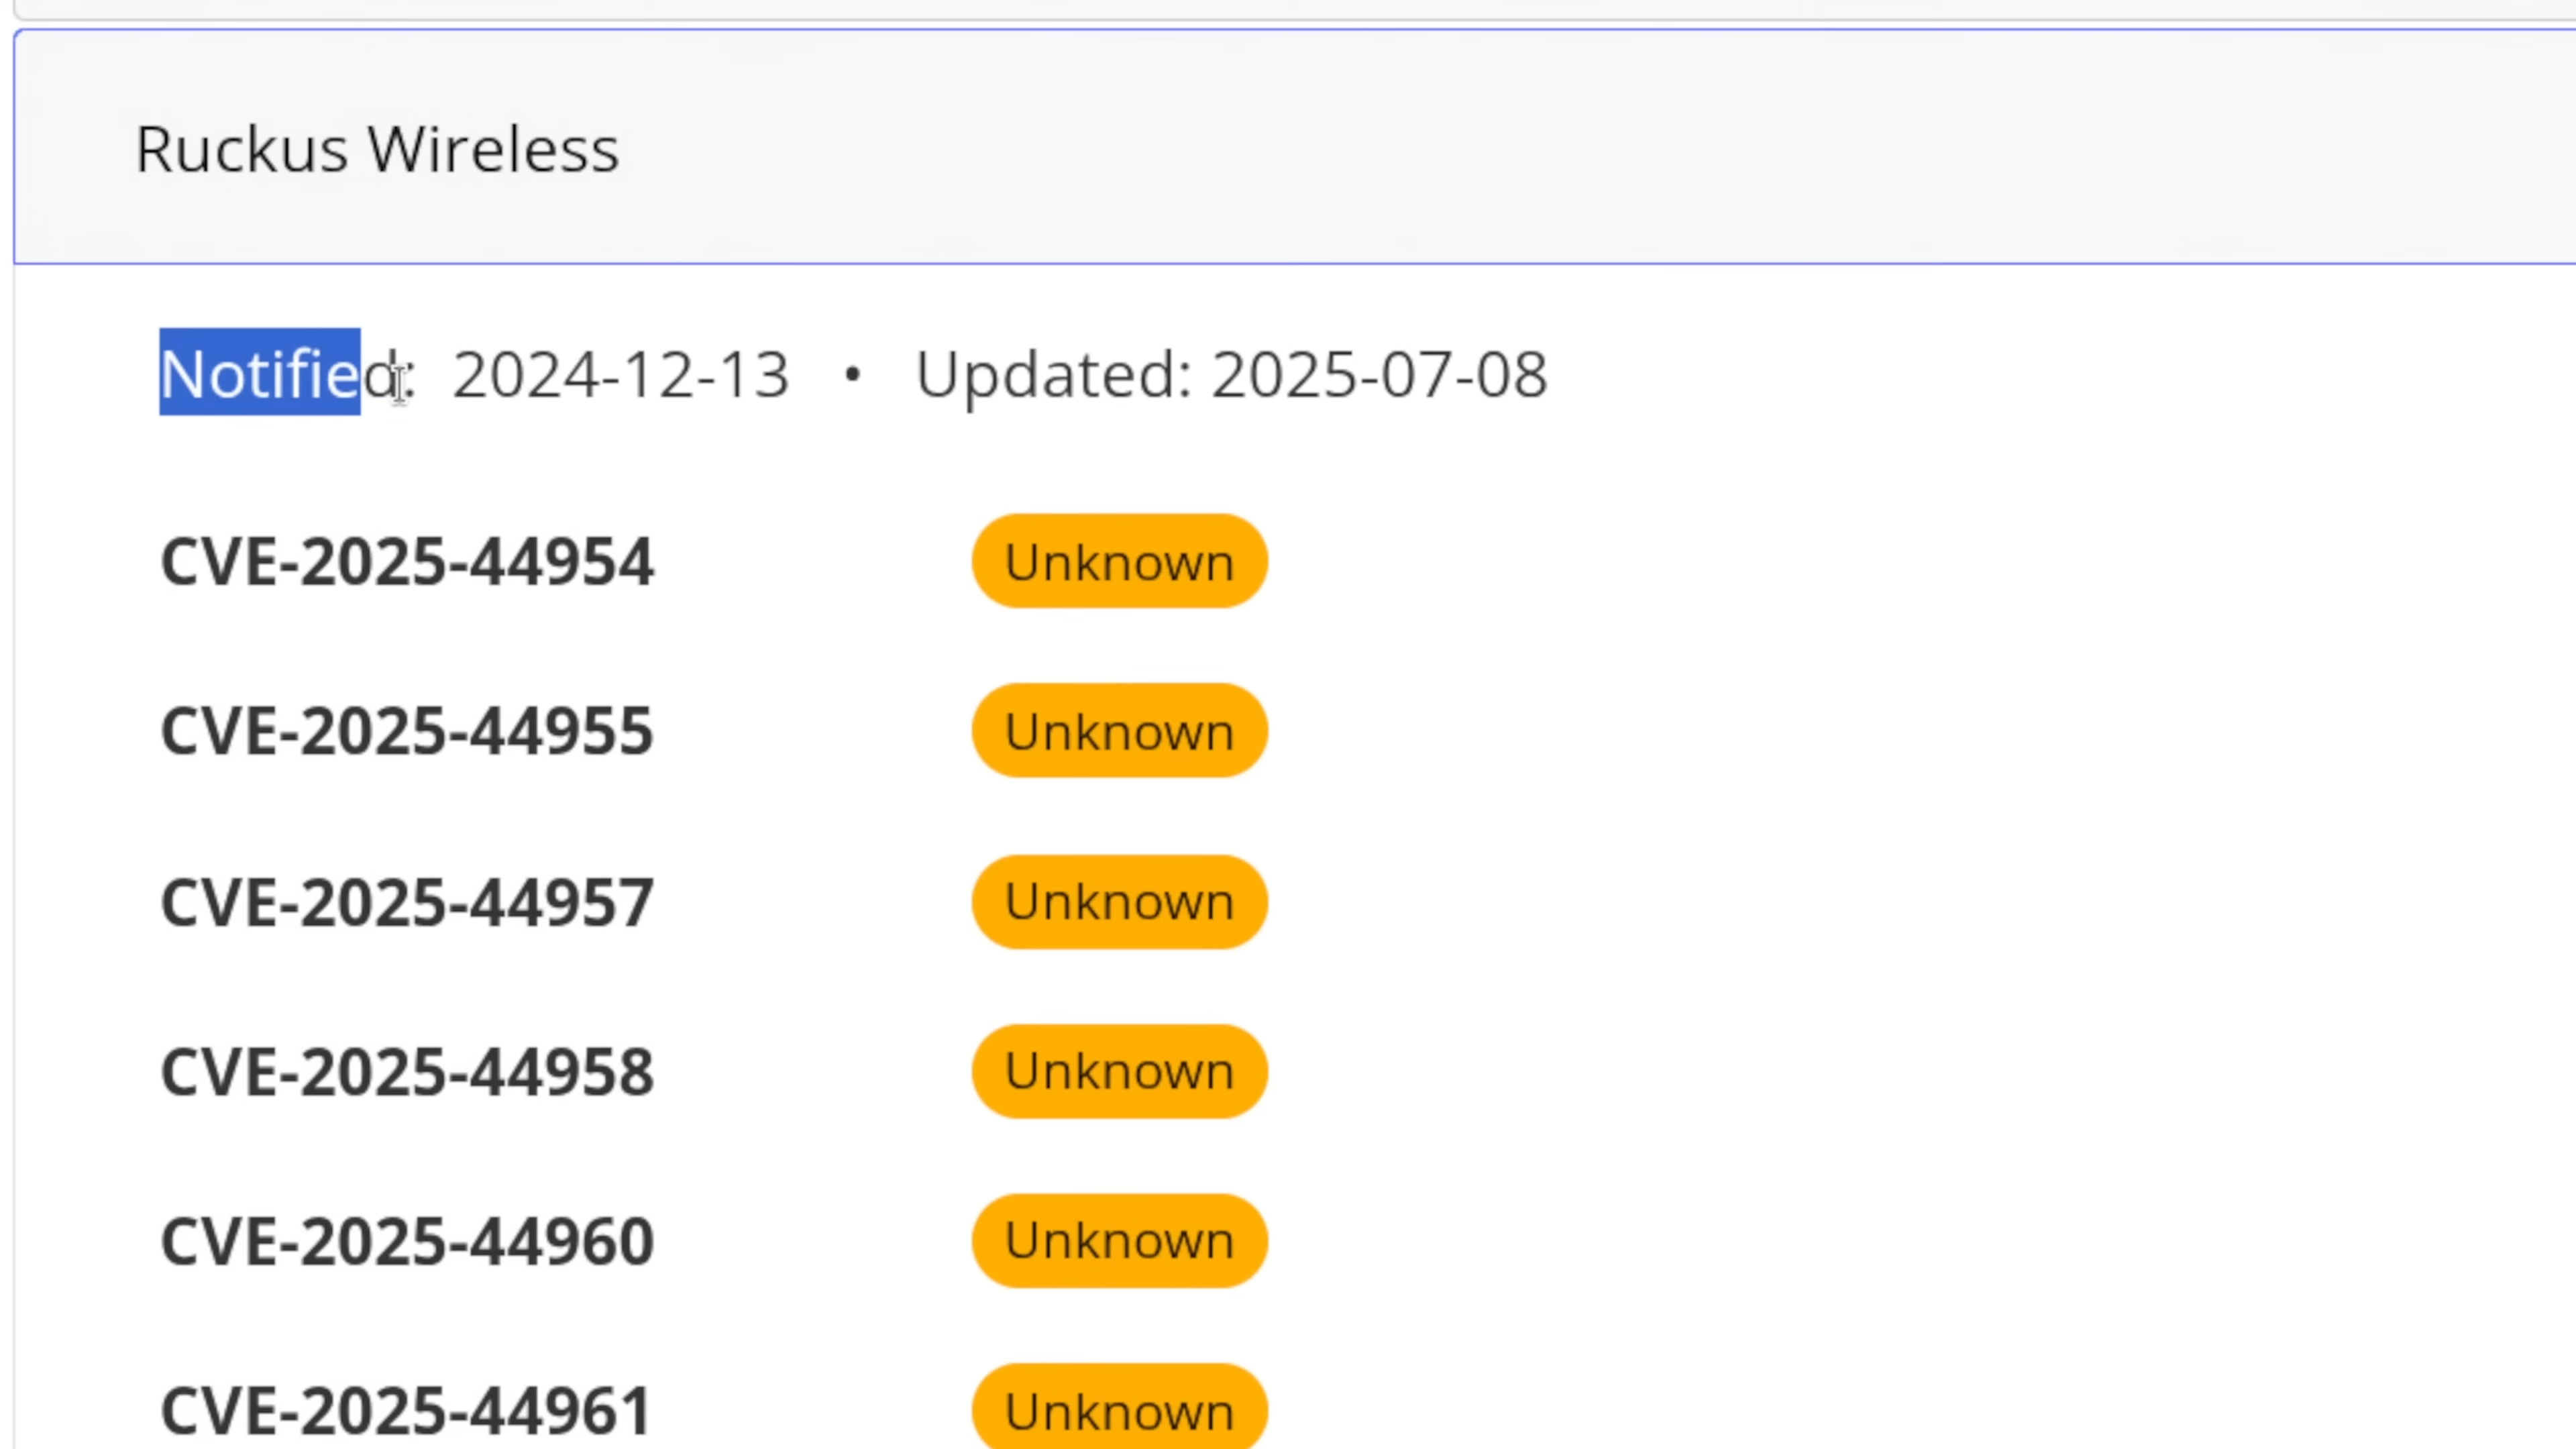 Ruckus Wireless
Notified: 2024-12-13 • Updated: 2025-07-08
CVE-2025-44954 Unknown
CVE-2025-44955 Unknown
CVE-2025-44957 Unknown
CVE-2025-44958 Unknown
CVE-2025-44960 Unknown
CVE-2025-44961 Unknown